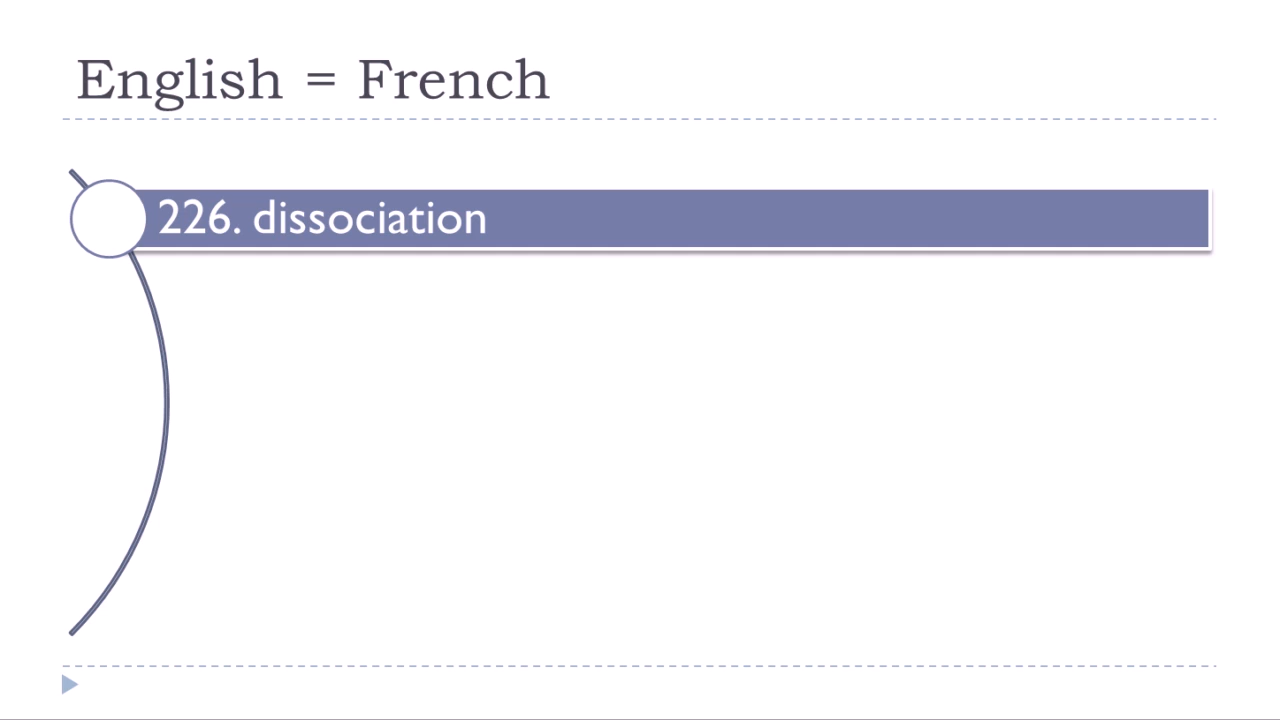 English = French
226. dissociation